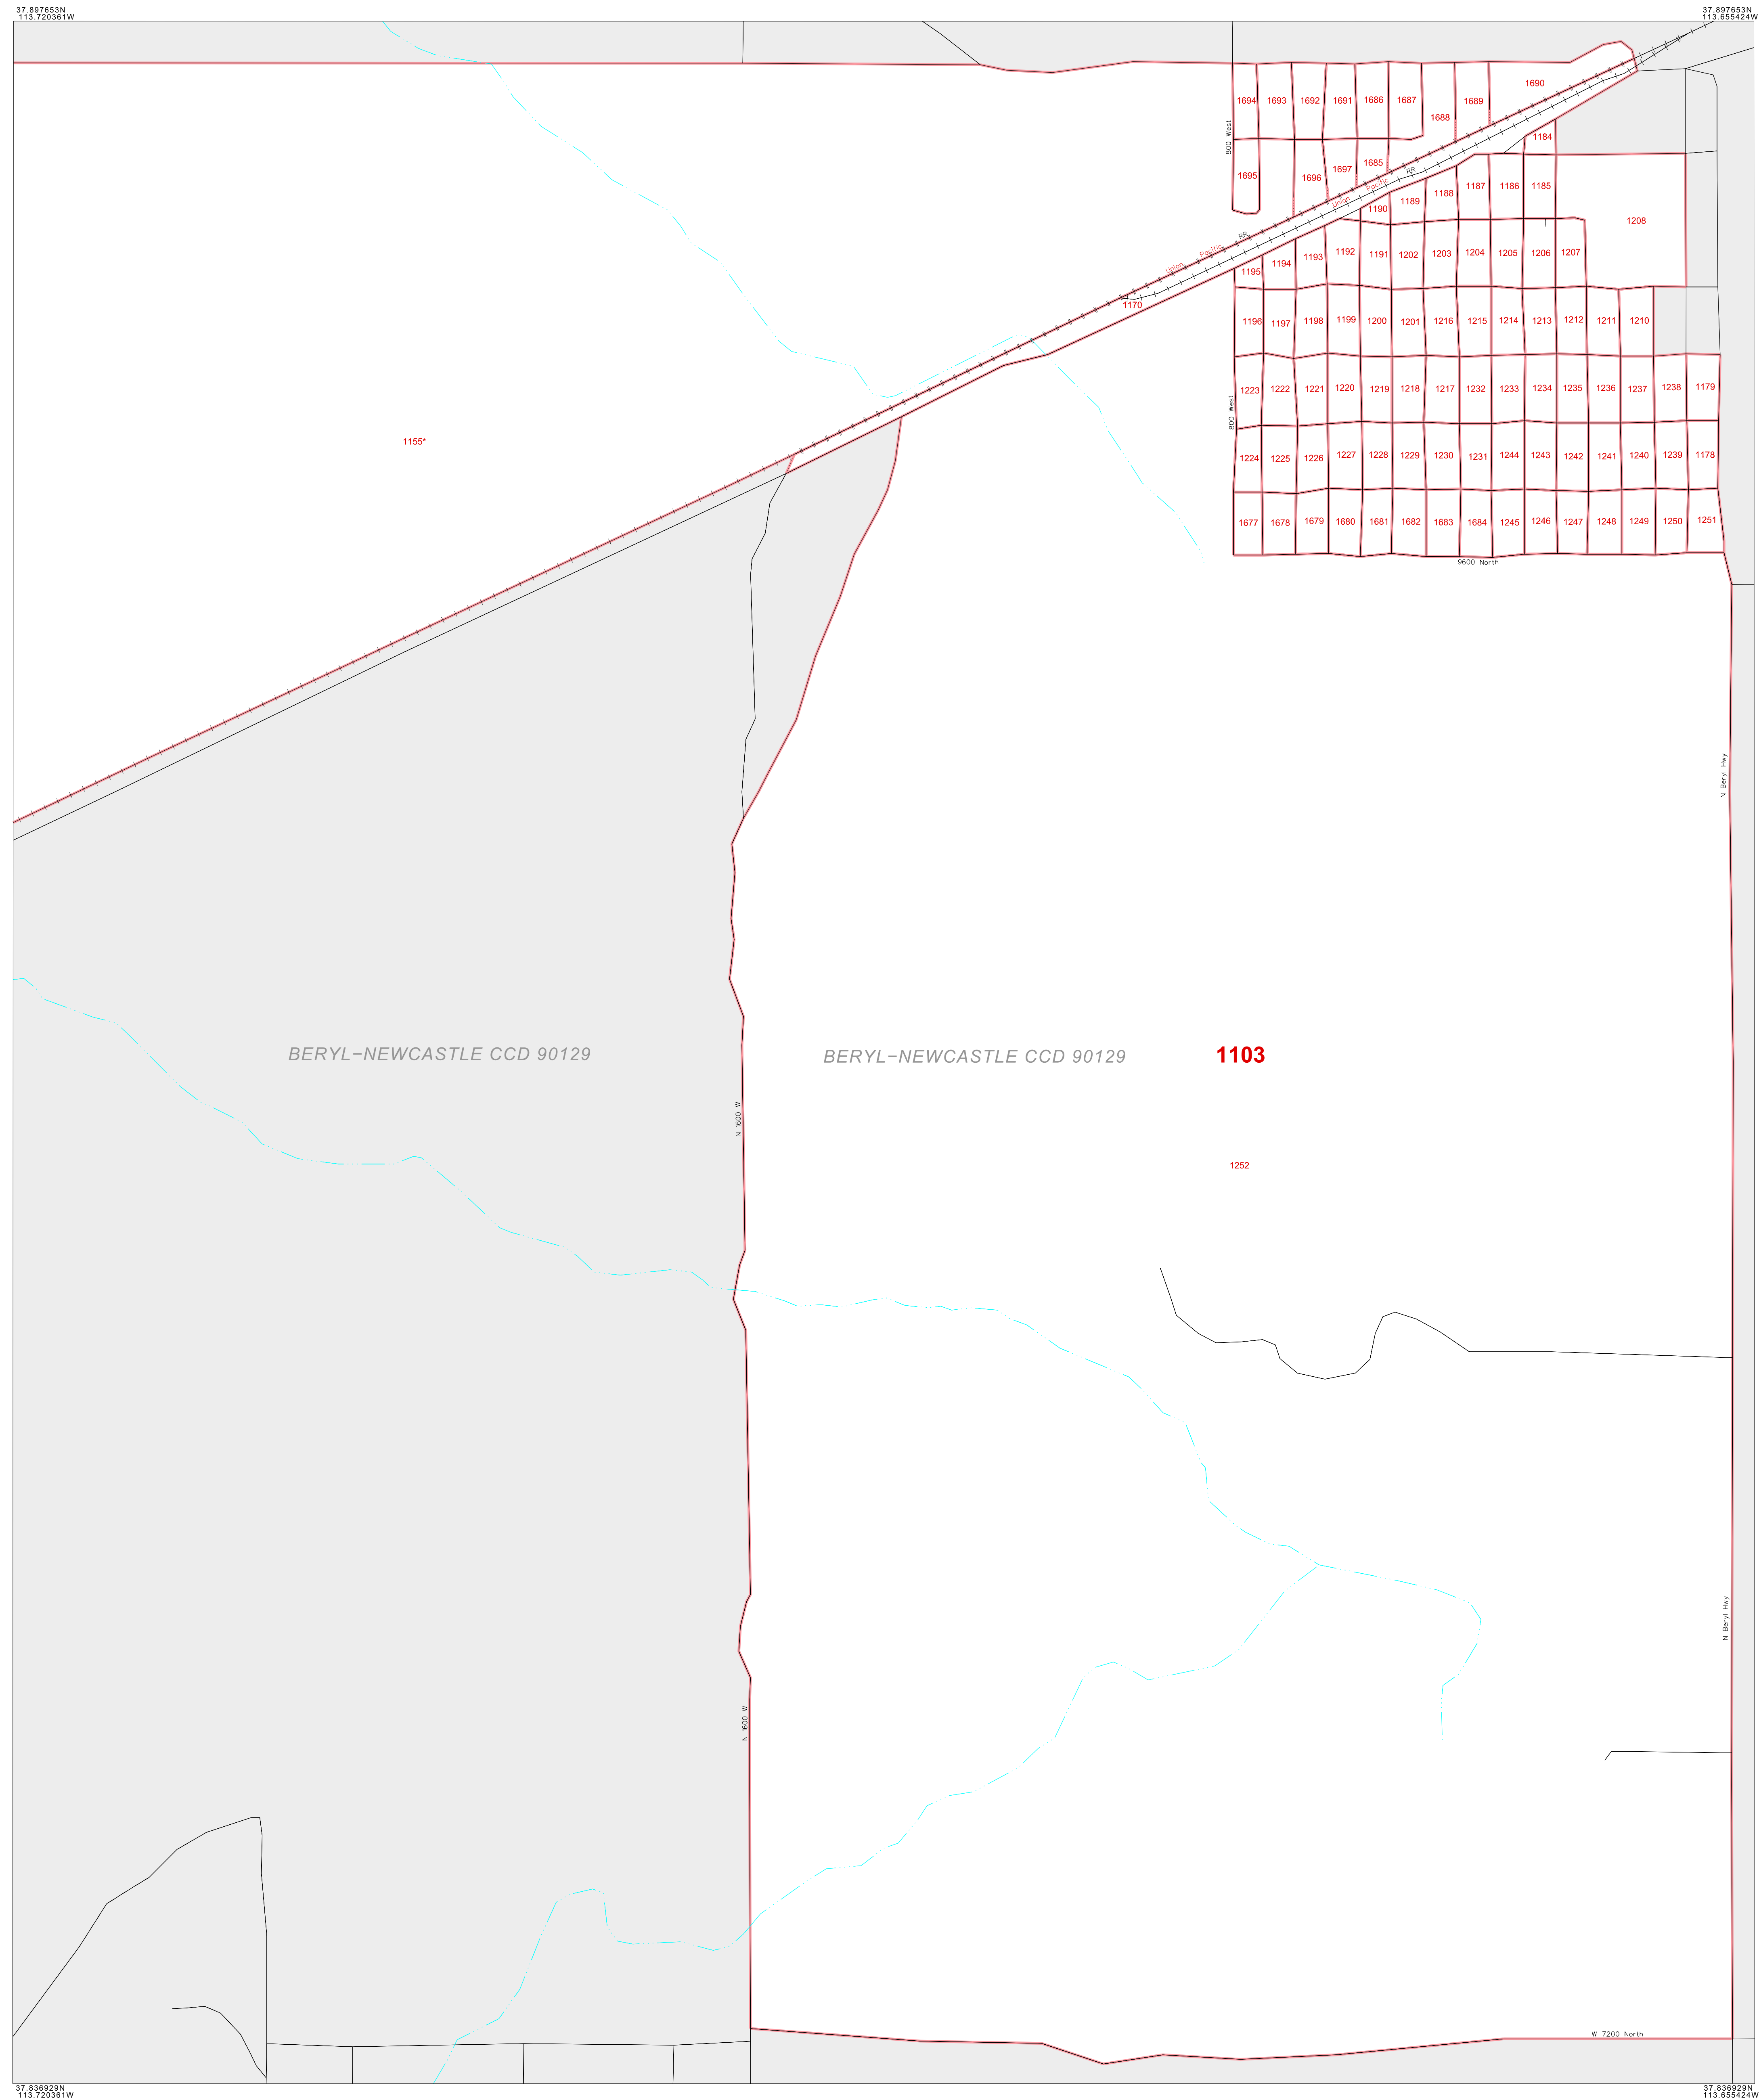 37.897653N
113.720361W
37.897653N
113.655424W
1690
1694 1693 1692 1691 1686 1687 1689
1688
800 West
1184
1695 1696 1697 1685
Union Pacific RR
1190 1189 1188 1187 1186 1185
1208
Union Pacific RR
1195 1194 1193 1192 1191 1202 1203 1204 1205 1206 1207
1170
1196 1197 1198 1199 1200 1201 1216 1215 1214 1213 1212 1211 1210
1223 1222 1221 1220 1219 1218 1217 1232 1233 1234 1235 1236 1237 1238 1179
800 West
1155*
1224 1225 1226 1227 1228 1229 1230 1231 1244 1243 1242 1241 1240 1239 1178
1677 1678 1679 1680 1681 1682 1683 1684 1245 1246 1247 1248 1249 1250 1251
9600 North
N Beryl Hwy
BERYL-NEWCASTLE CCD 90129
BERYL-NEWCASTLE CCD 90129
1103
N 1600 W
1252
N Beryl Hwy
N 1600 W
W 7200 North
37.836929N
113.720361W
37.836929N
113.655424W